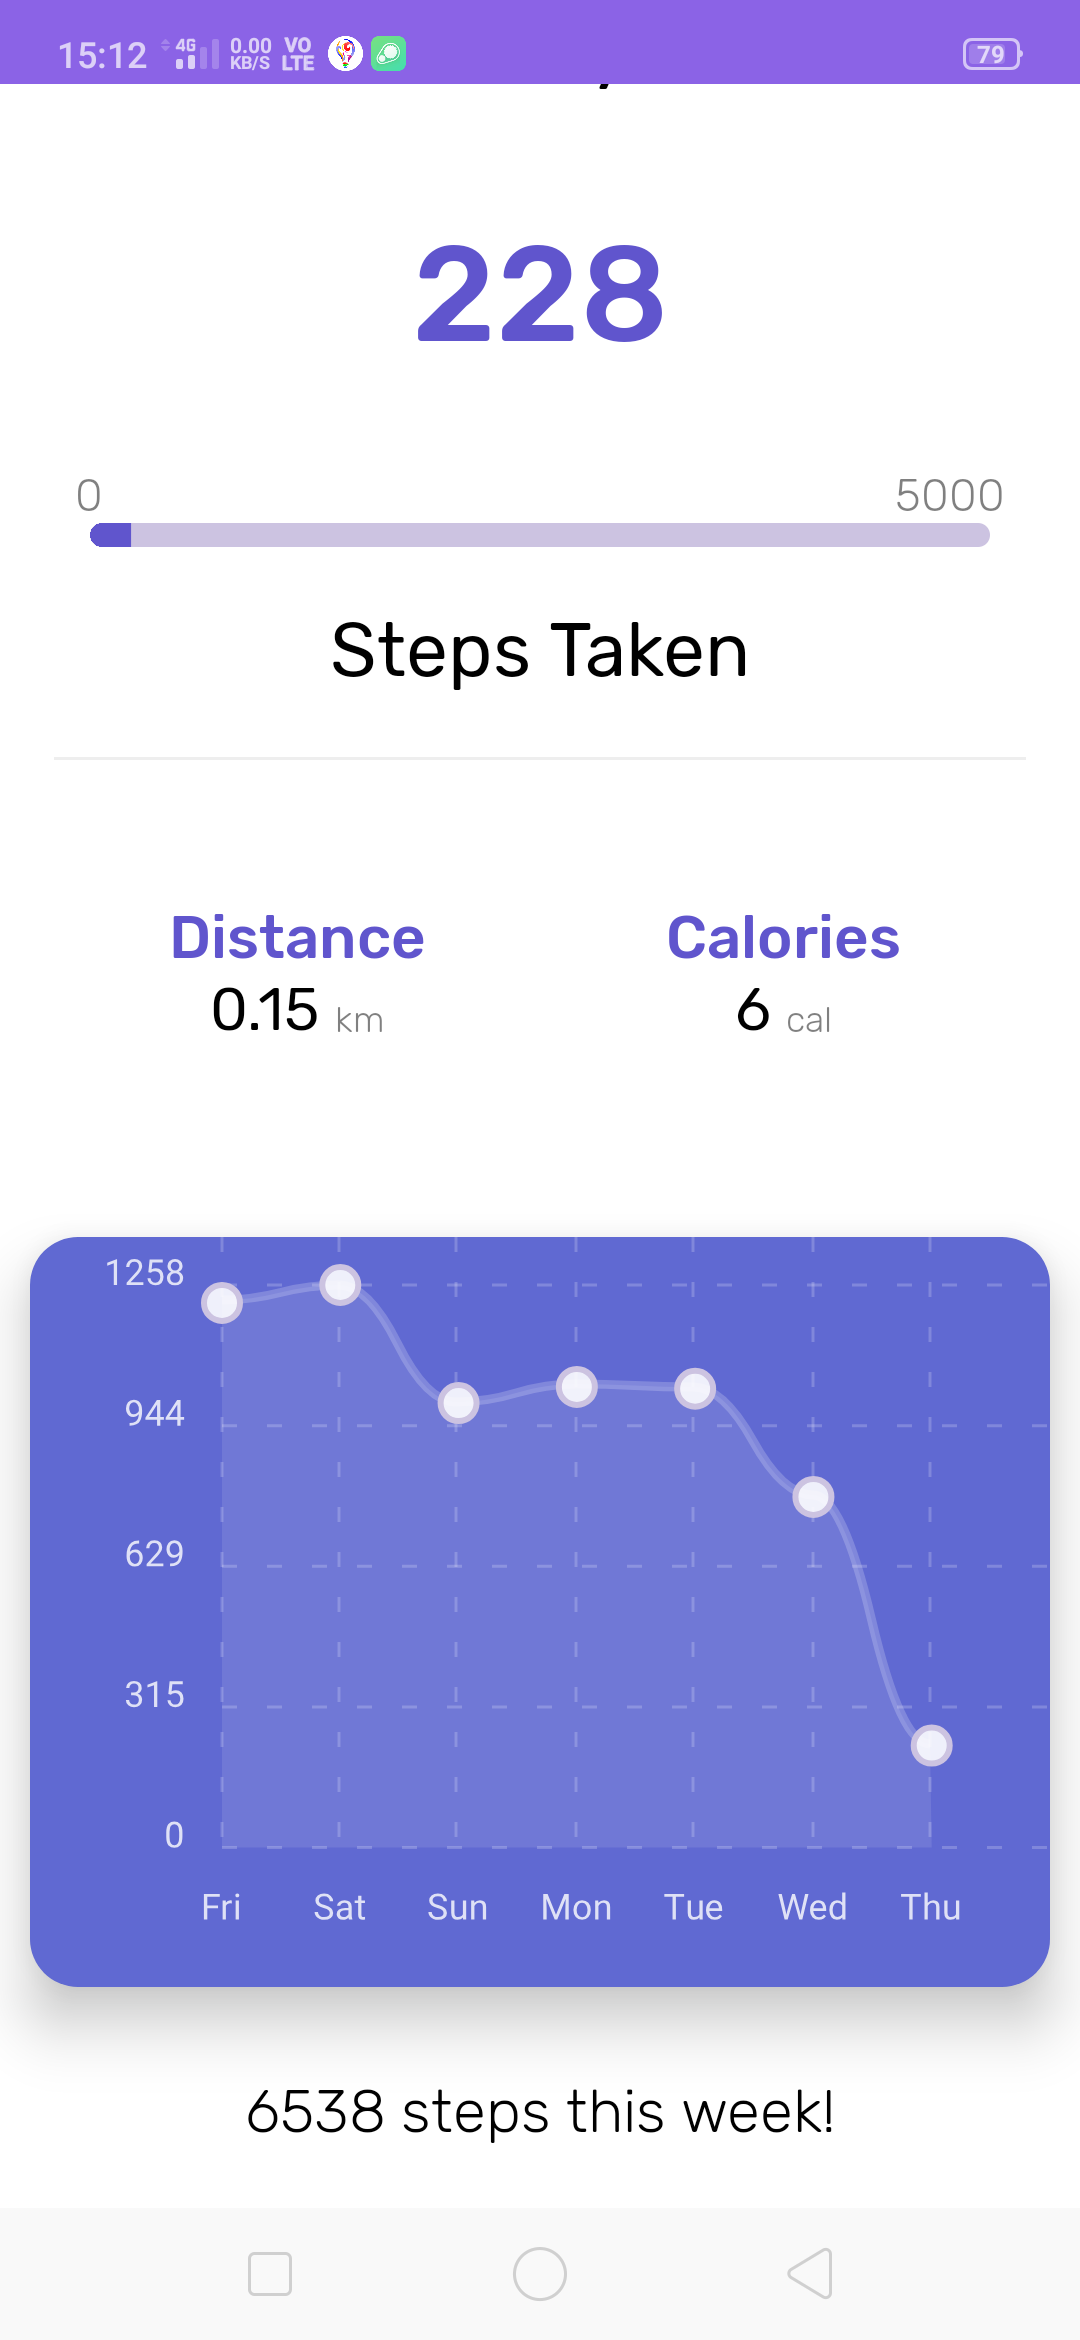 15:12 4G 0.00 KB/S VO LTE 79
228
0 5000
Steps Taken
Distance Calories
0.15 km 6 cal
1258
944
629
315
0
Fri Sat Sun Mon Tue Wed Thu
6538 steps this week!